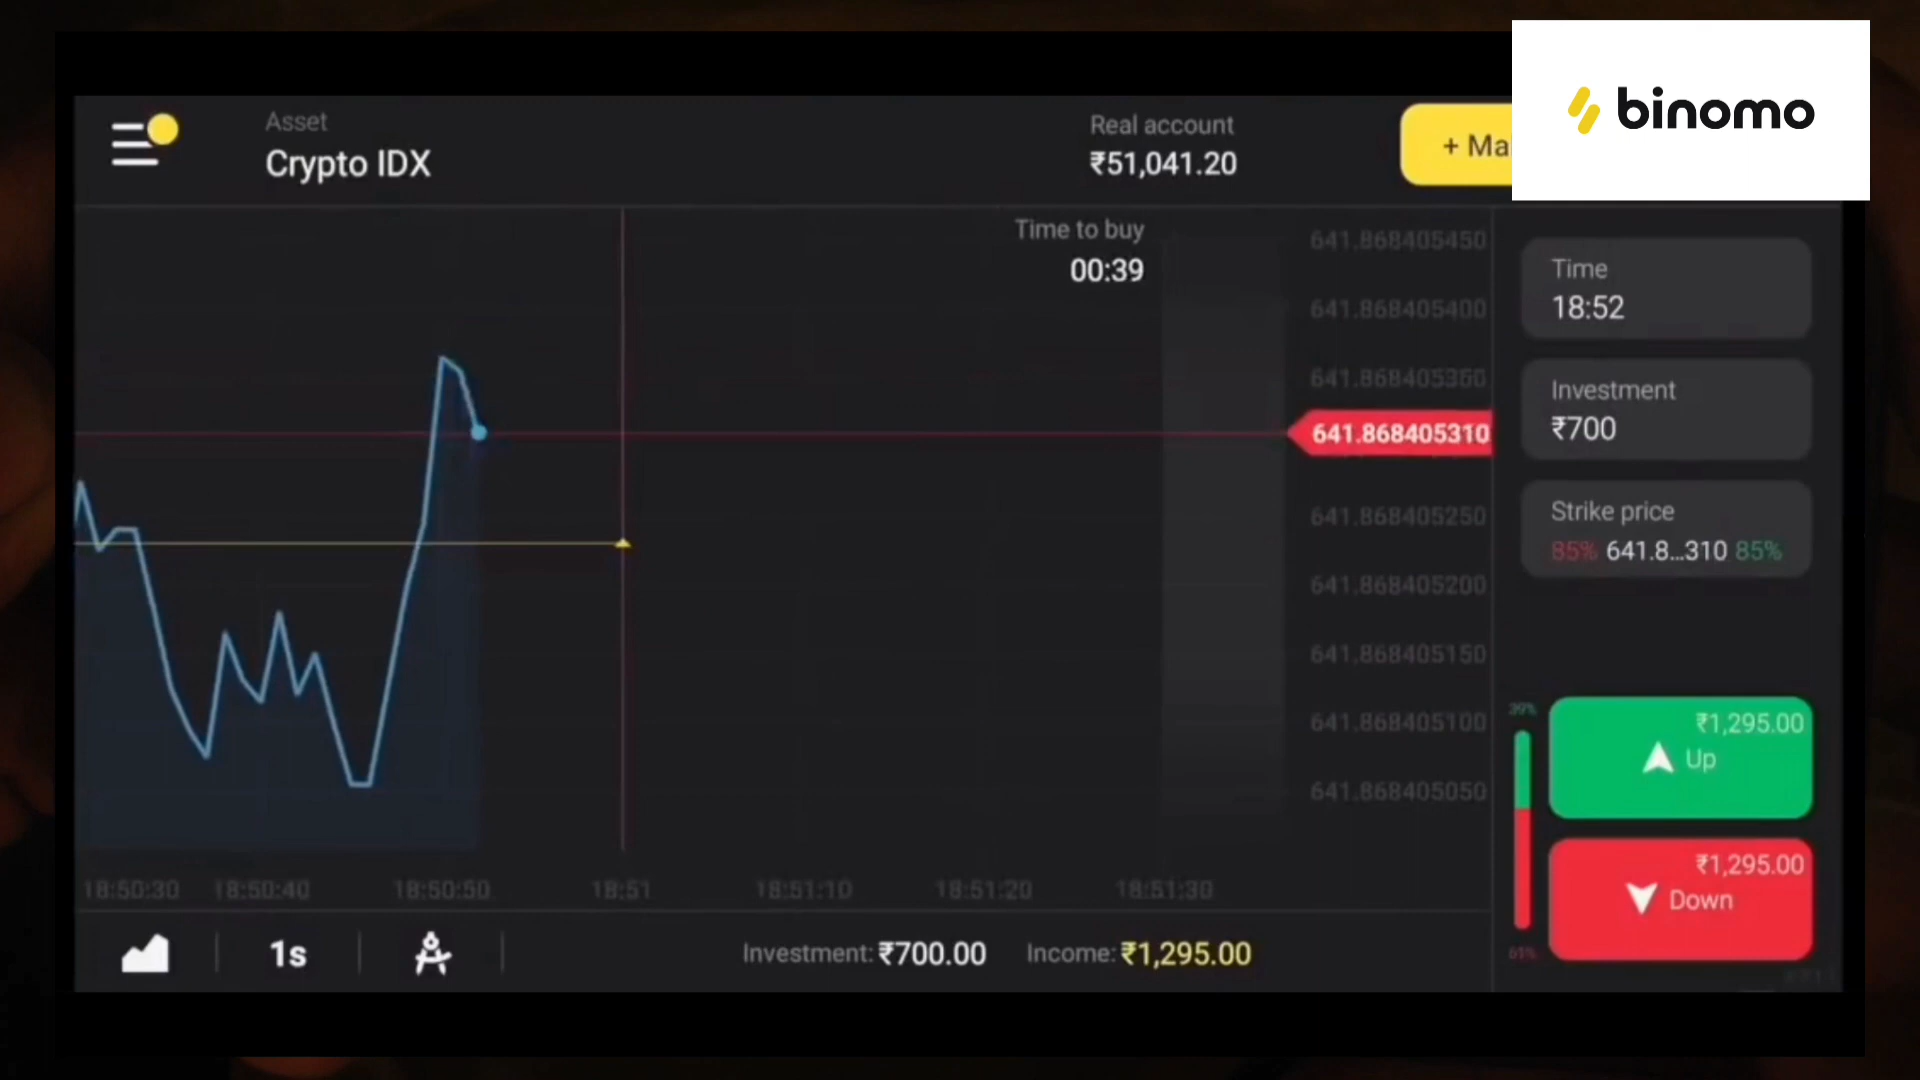 binomo
Asset
Crypto IDX
Real account
₹51,041.20
+ Ma
Time to buy
00:39
641.868405450
641.868405400
641.868405350
641.868405310
641.868405250
641.868405200
641.868405150
641.868405100
641.868405050
Time
18:52
Investment
₹700
Strike price
85% 641.8...310 85%
39%
₹1,295.00
Up
₹1,295.00
Down
61%
18:50:30 18:50:40 18:50:50 18:51 18:51:10 18:51:20 18:51:30
1s
Investment: ₹700.00 Income: ₹1,295.00